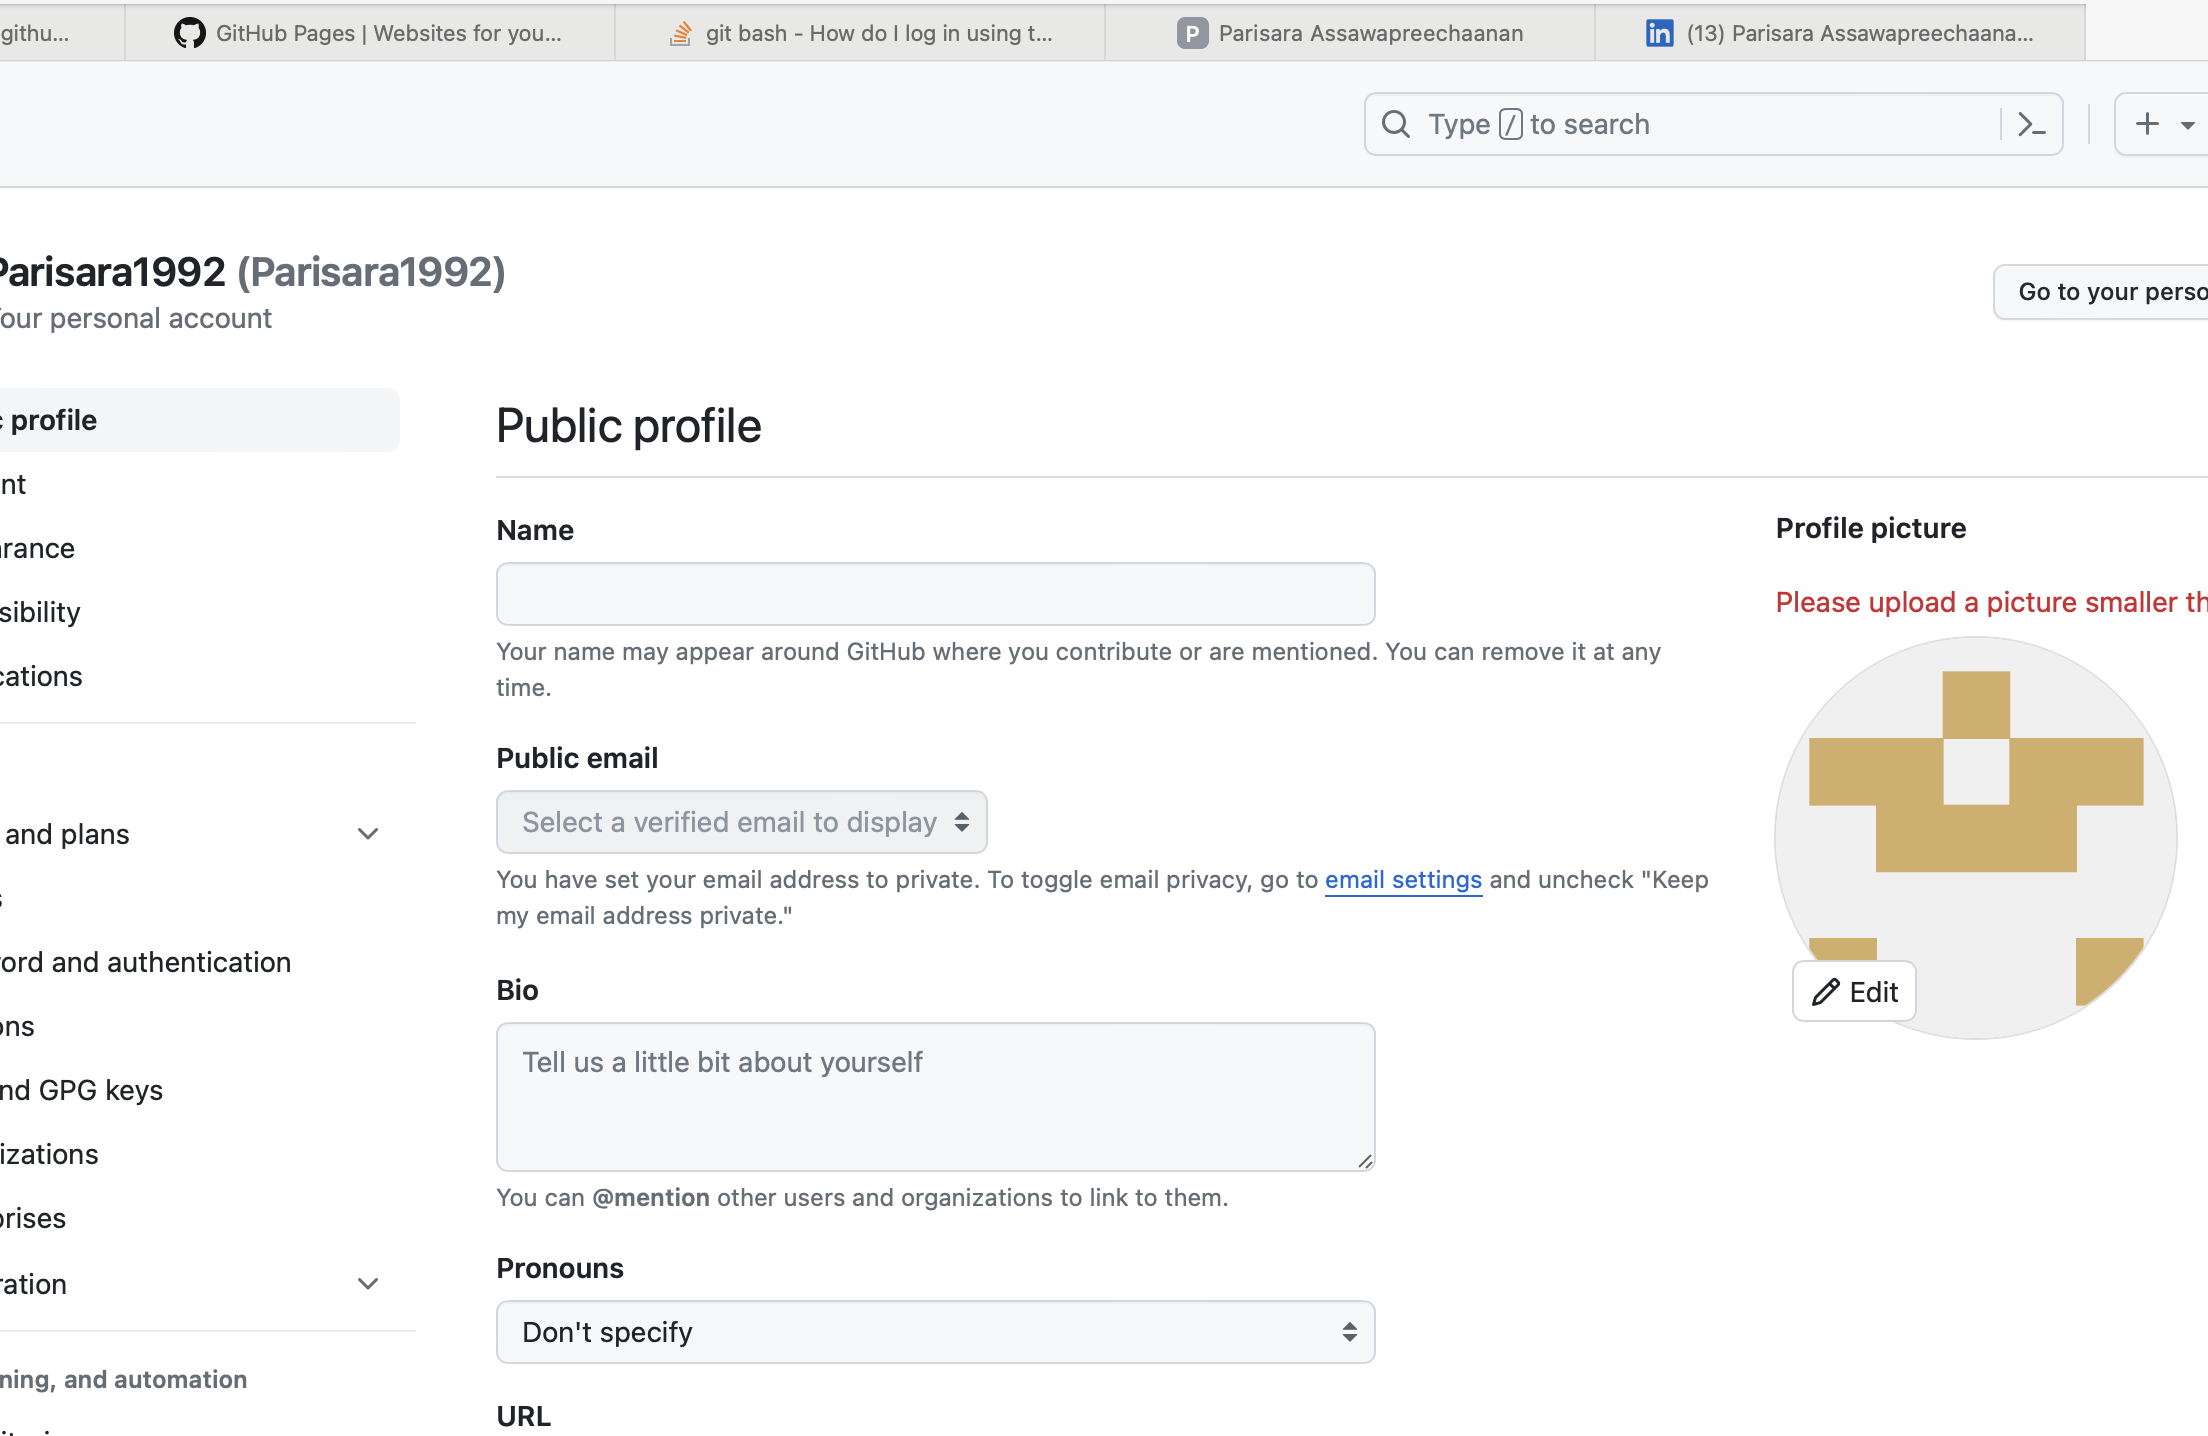 githu...
GitHub Pages | Websites for you...
git bash - How do I log in using t...
P Parisara Assawapreechaanan
in (13) Parisara Assawapreechaana...
Type / to search
Parisara1992 (Parisara1992)
our personal account
Go to your perso
c profile
nt
arance
sibility
cations
and plans
s
ord and authentication
ons
nd GPG keys
izations
prises
ration
ning, and automation
Public profile
Name
Your name may appear around GitHub where you contribute or are mentioned. You can remove it at any
time.
Public email
Select a verified email to display
You have set your email address to private. To toggle email privacy, go to email settings and uncheck "Keep
my email address private."
Bio
Tell us a little bit about yourself
You can @mention other users and organizations to link to them.
Pronouns
Don't specify
URL
Profile picture
Please upload a picture smaller th
Edit